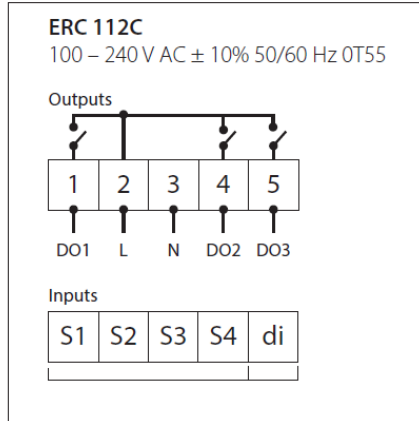 ERC 112C
100 – 240 V AC ± 10% 50/60 Hz 0T55
Outputs
1 2 3 4 5
DO1 L N DO2 DO3
Inputs
S1 S2 S3 S4 di